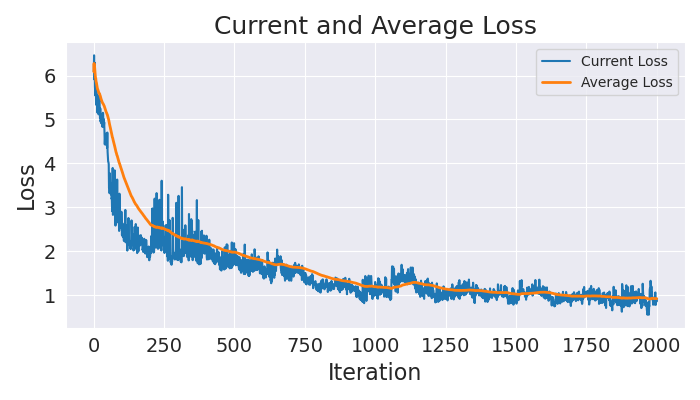 Current and Average Loss
Current Loss
Average Loss
Loss
6
5
4
3
2
1
0 250 500 750 1000 1250 1500 1750 2000
Iteration